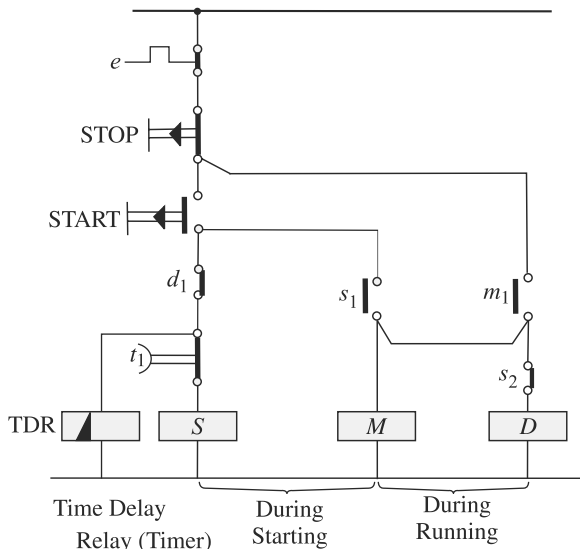 e
STOP
START
d1
s1
m1
t1
s2
TDR
S
M
D
Time Delay
Relay (Timer)
During
Starting
During
Running